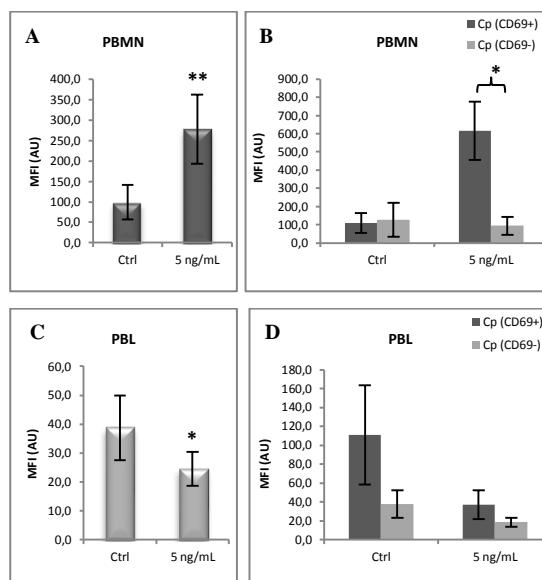 A
PBMN
**
MFI (AU)
400,0
350,0
300,0
250,0
200,0
150,0
100,0
50,0
0,0
Ctrl 5 ng/mL
B
PBMN
Cp (CD69+)
Cp (CD69-)
*
MFI (AU)
900,0
800,0
700,0
600,0
500,0
400,0
300,0
200,0
100,0
0,0
Ctrl 5 ng/mL
C
PBL
*
MFI (AU)
60,0
50,0
40,0
30,0
20,0
10,0
0,0
Ctrl 5 ng/mL
D
PBL
Cp (CD69+)
Cp (CD69-)
MFI (AU)
180,0
160,0
140,0
120,0
100,0
80,0
60,0
40,0
20,0
0,0
Ctrl 5 ng/mL